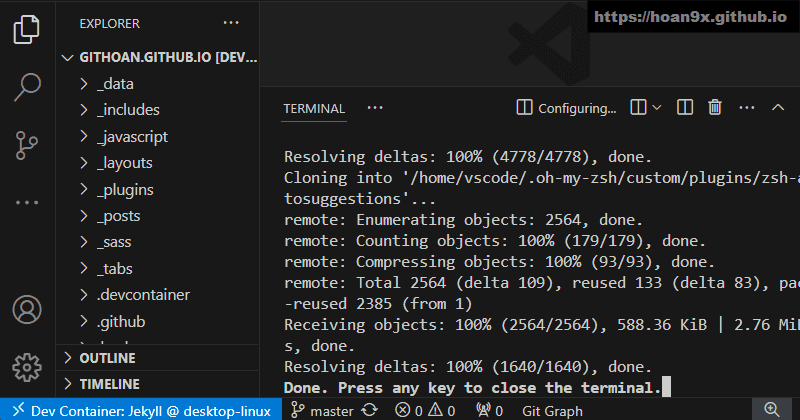 EXPLORER
https://hoan9x.github.io
GITHOAN.GITHUB.IO [DEV...
_data
_includes
_javascript
_layouts
_plugins
_posts
_sass
_tabs
.devcontainer
.github
OUTLINE
TIMELINE
TERMINAL
Configuring...
Resolving deltas: 100% (4778/4778), done.
Cloning into '/home/vscode/.oh-my-zsh/custom/plugins/zsh-a
tosuggestions'...
remote: Enumerating objects: 2564, done.
remote: Counting objects: 100% (179/179), done.
remote: Compressing objects: 100% (93/93), done.
remote: Total 2564 (delta 109), reused 133 (delta 83), pac
-reused 2385 (from 1)
Receiving objects: 100% (2564/2564), 588.36 KiB | 2.76 MiB
s, done.
Resolving deltas: 100% (1640/1640), done.
Done. Press any key to close the terminal.
Dev Container: Jekyll @ desktop-linux
master
0
0
0
Git Graph